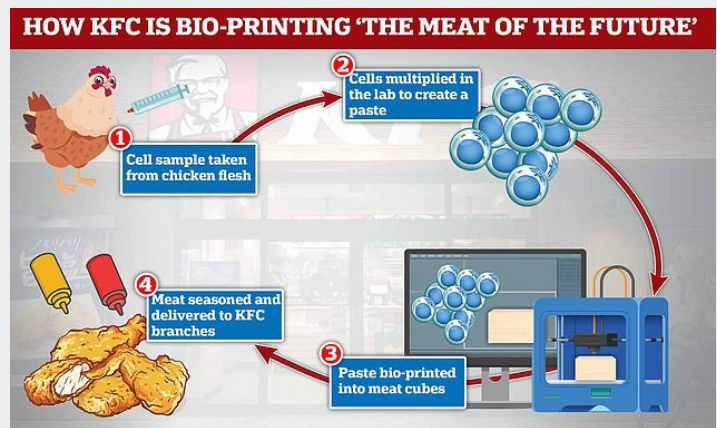 HOW KFC IS BIO-PRINTING ‘THE MEAT OF THE FUTURE’
1
Cell sample taken
from chicken flesh
2
Cells multiplied in
the lab to create a
paste
3
Paste bio-printed
into meat cubes
4
Meat seasoned and
delivered to KFC
branches